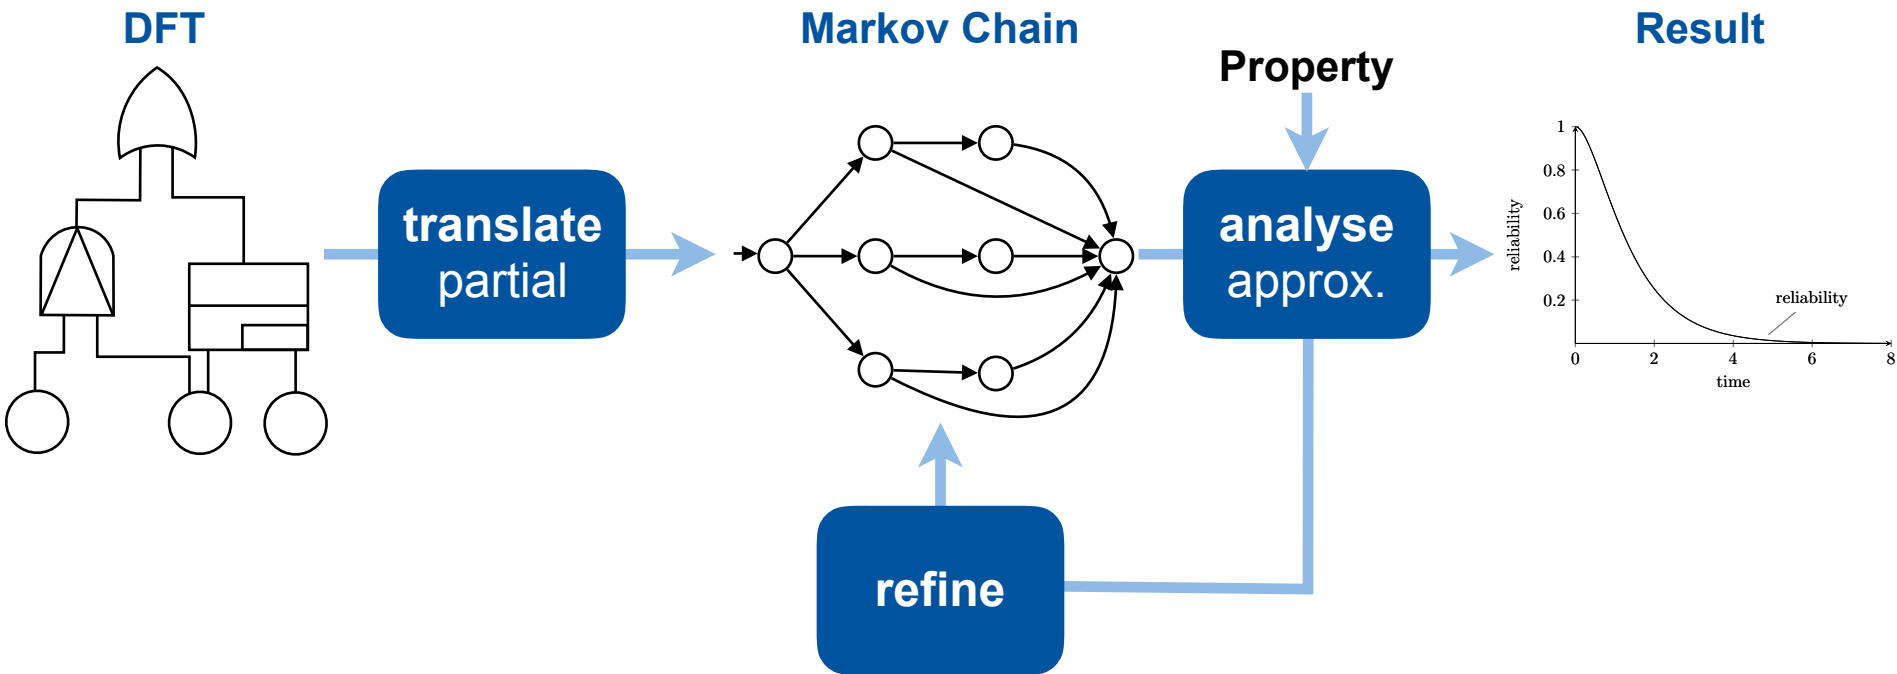 DFT
Markov Chain
Result
Property
translate
partial
analyse
approx.
refine
1
0.8
0.6
0.4
0.2
reliability
reliability
0 2 4 6 8
time